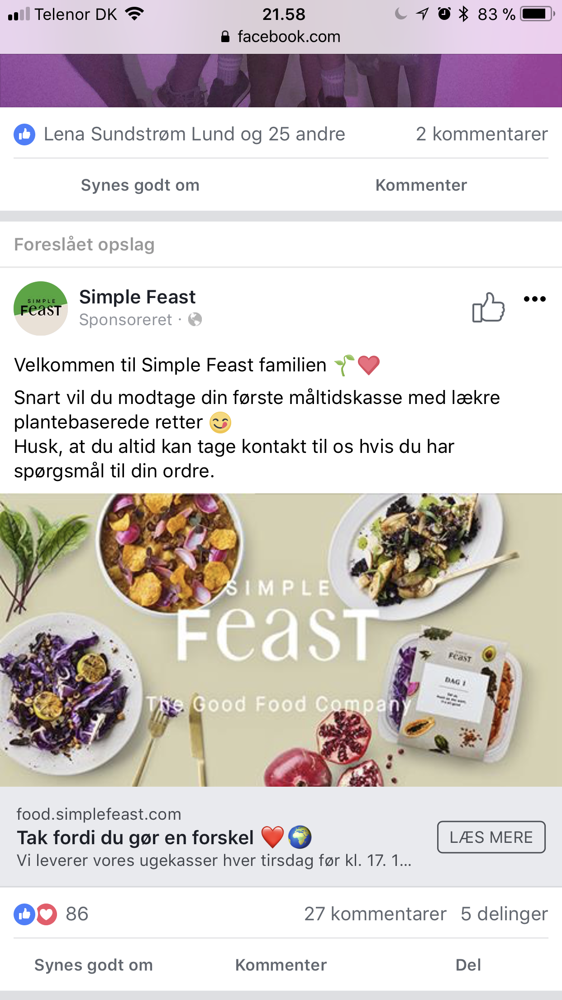 Telenor DK 21.58 83 %
facebook.com
Lena Sundstrøm Lund og 25 andre 2 kommentarer
Synes godt om Kommenter
Foreslået opslag
SIMPLE
FEAST
Simple Feast
Sponsoreret ·
Velkommen til Simple Feast familien 🌱❤️
Snart vil du modtage din første måltidskasse med lækre
plantebaserede retter 😋
Husk, at du altid kan tage kontakt til os hvis du har
spørgsmål til din ordre.
SIMPLE
FeasT
The Good Food Company
FeasT
DAG 1
food.simplefeast.com
Tak fordi du gør en forskel ❤️🌍
Vi leverer vores ugekasser hver tirsdag før kl. 17. 1...
LÆS MERE
86 27 kommentarer 5 delinger
Synes godt om Kommenter Del